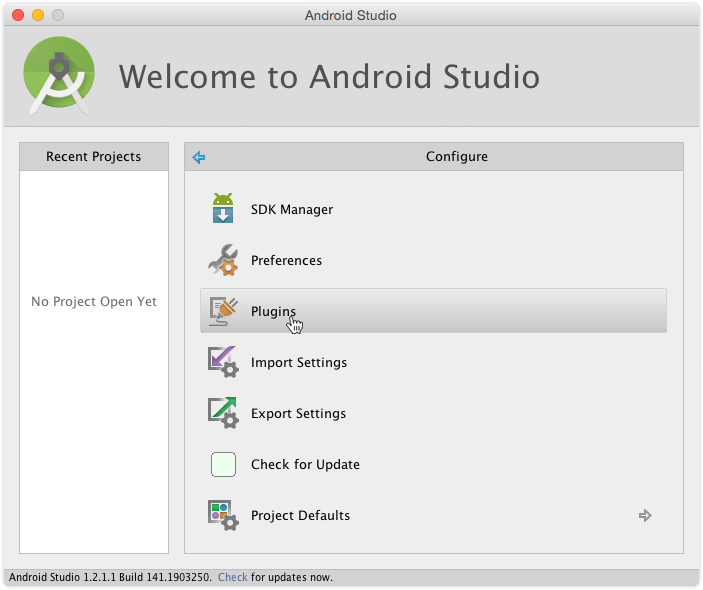 Android Studio
Welcome to Android Studio
Recent Projects
Configure
No Project Open Yet
SDK Manager
Preferences
Plugins
Import Settings
Export Settings
Check for Update
Project Defaults
Android Studio 1.2.1.1 Build 141.1903250. Check for updates now.